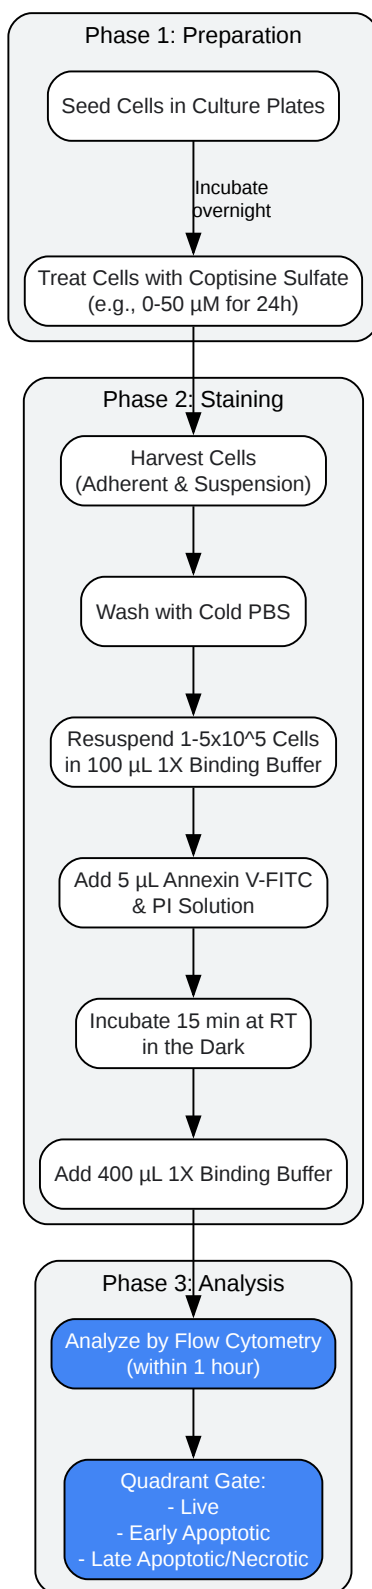 Phase 1: Preparation
Seed Cells in Culture Plates
Incubate
overnight
Treat Cells with Coptisine Sulfate
(e.g., 0-50 µM for 24h)
Phase 2: Staining
Harvest Cells
(Adherent & Suspension)
Wash with Cold PBS
Resuspend 1-5x10^5 Cells
in 100 µL 1X Binding Buffer
Add 5 µL Annexin V-FITC
& PI Solution
Incubate 15 min at RT
in the Dark
Add 400 µL 1X Binding Buffer
Phase 3: Analysis
Analyze by Flow Cytometry
(within 1 hour)
Quadrant Gate:
- Live
- Early Apoptotic
- Late Apoptotic/Necrotic